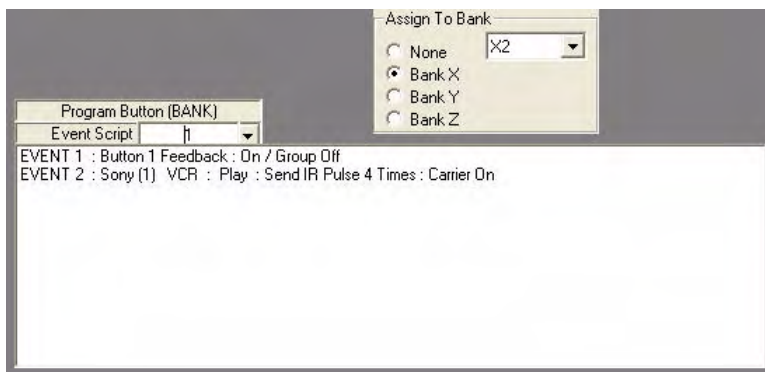 Assign To Bank
None
X2
Bank X
Bank Y
Bank Z
Program Button (BANK)
Event Script 1
EVENT 1 : Button 1 Feedback : On / Group Off
EVENT 2 : Sony (1) VCR : Play : Send IR Pulse 4 Times : Carrier On